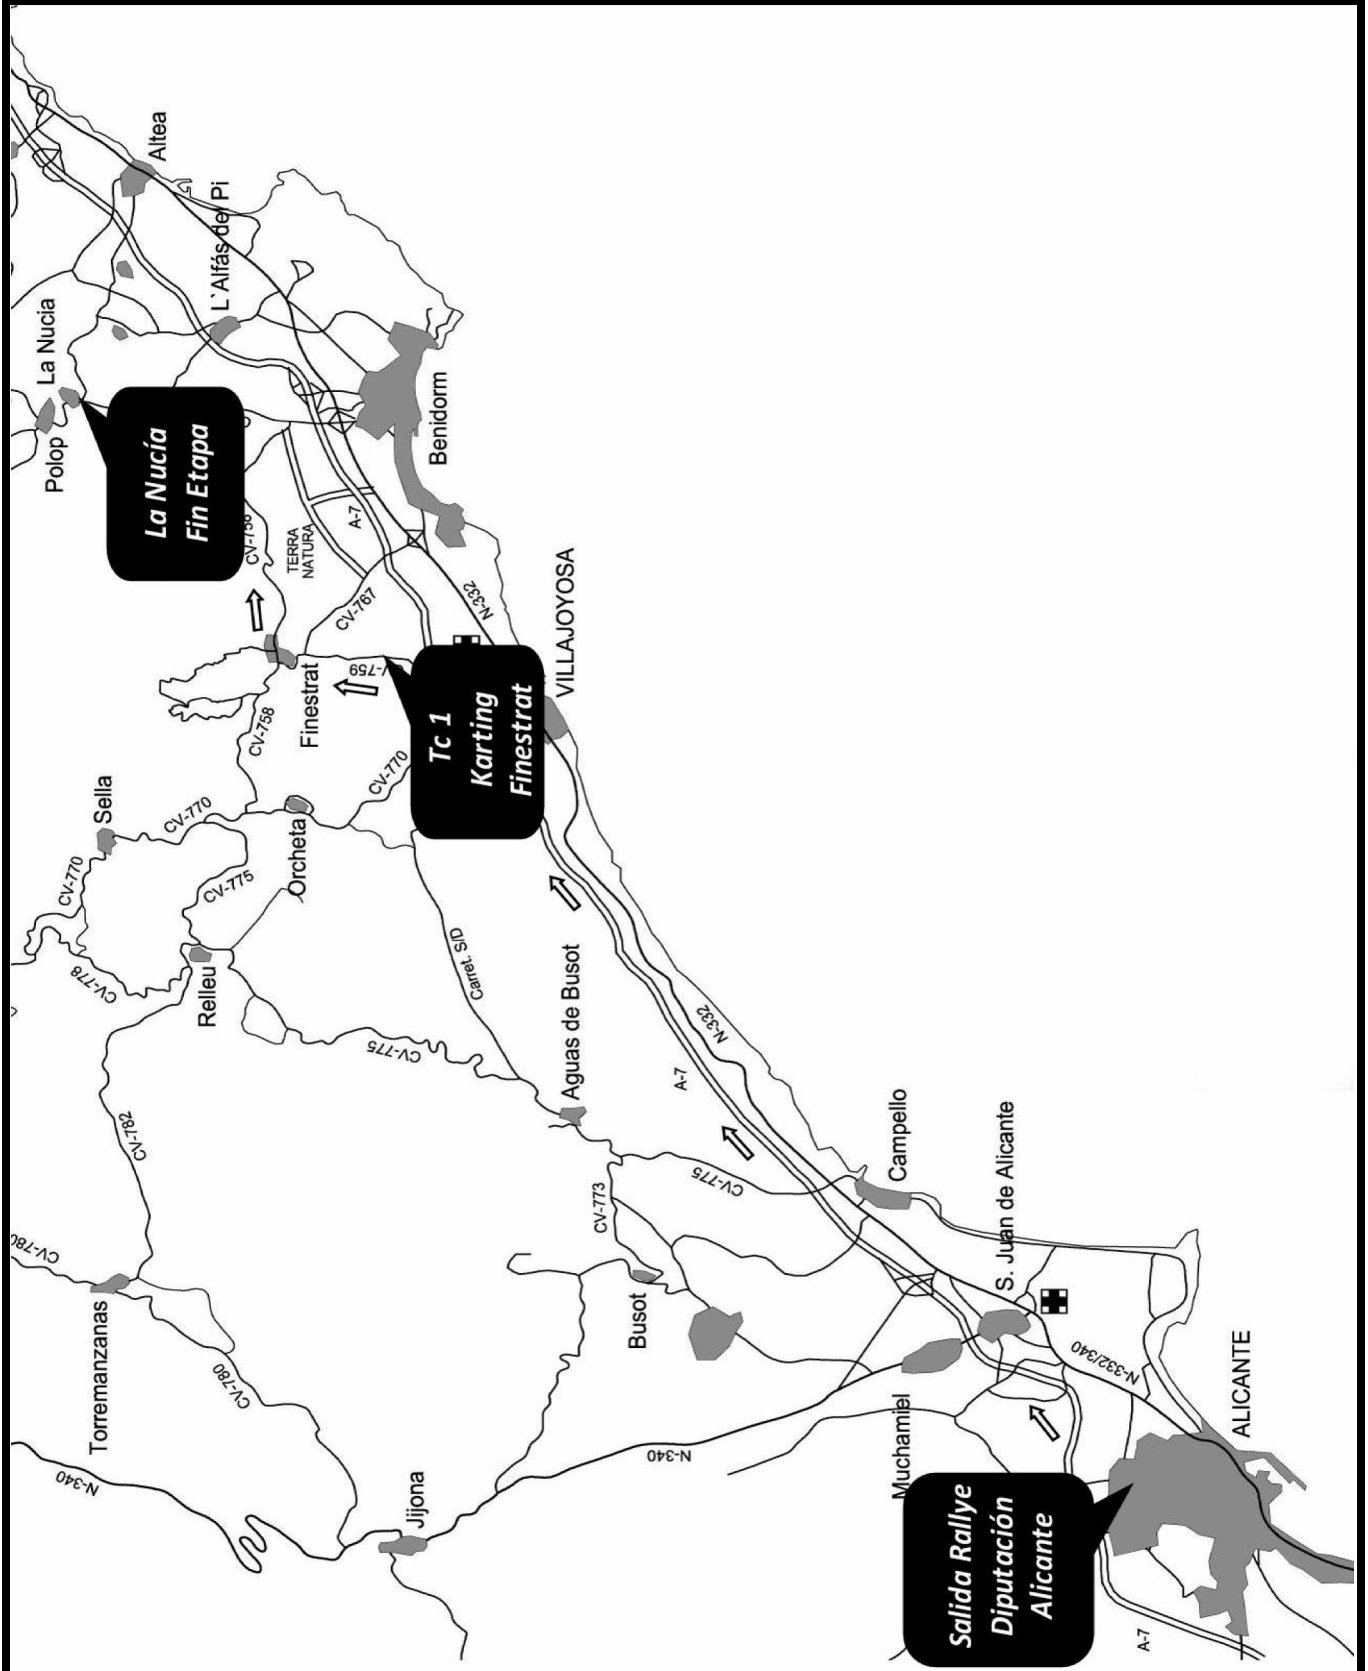 Altea
L`Alfás del Pi
La Nucia
Polop
La Nucía
Fin Etapa
Benidorm
TERRA
NATURA
A-7
CV-767
N-332
VILLAJOYOSA
Finestrat
CV-758
Tc 1
Karting
Finestrat
CV-770
Sella
CV-770
CV-770
Orcheta
CV-775
CV-778
Relleu
Carret. S/D
CV-775
Aguas de Busot
N-332
A-7
CV-782
CV-780
Torremanzanas
CV-780
CV-773
CV-775
Campello
S. Juan de Alicante
Busot
N-332/340
Muchamiel
N-340
N-340
Jijona
ALICANTE
Salida Rallye
Diputación
Alicante
A-7